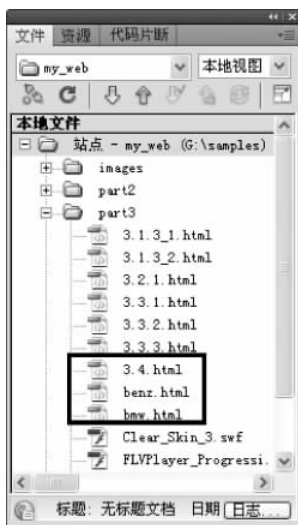 文件 资源 代码片断
my_web 本地视图
本地文件
站点 - my_web (G:\samples)
images
part2
part3
3.1.3_1.html
3.1.3_2.html
3.2.1.html
3.3.1.html
3.3.2.html
3.3.3.html
3.4.html
benz.html
bmw.html
Clear_Skin_3.swf
FLVPlayer_Progressi.
标题: 无标题文档 日期 日志...